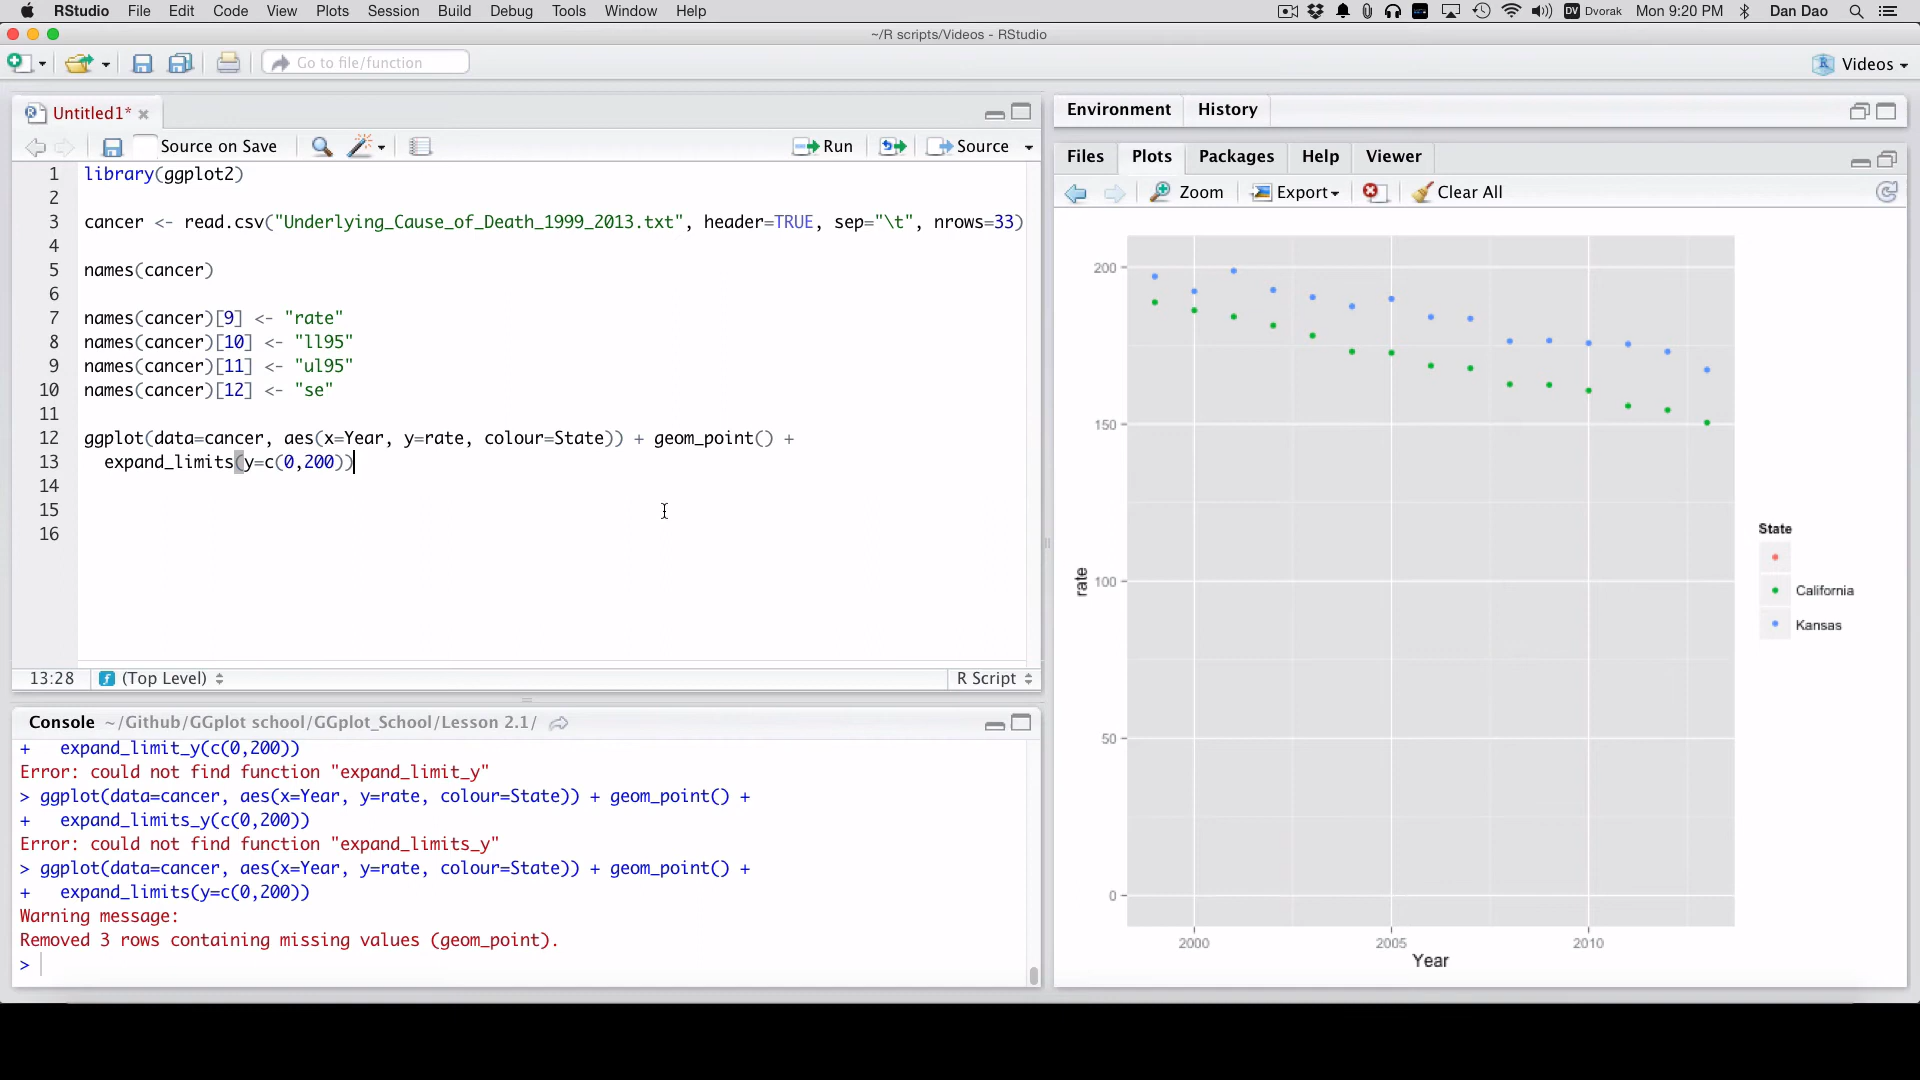 RStudio File Edit Code View Plots Session Build Debug Tools Window Help
DV Dvorak Mon 9:20 PM Dan Dao
~/R scripts/Videos - RStudio
Go to file/function
Videos
Untitled1*
Source on Save
Run
Source
1 library(ggplot2)
2
3 cancer <- read.csv("Underlying_Cause_of_Death_1999_2013.txt", header=TRUE, sep="\t", nrows=33)
4
5 names(cancer)
6
7 names(cancer)[9] <- "rate"
8 names(cancer)[10] <- "ll95"
9 names(cancer)[11] <- "ul95"
10 names(cancer)[12] <- "se"
11
12 ggplot(data=cancer, aes(x=Year, y=rate, colour=State)) + geom_point() +
13 expand_limits(y=c(0,200))
14
15
16
13:28 (Top Level) R Script
Console ~/Github/GGplot school/GGplot_School/Lesson 2.1/
+ expand_limit_y(c(0,200))
Error: could not find function "expand_limit_y"
> ggplot(data=cancer, aes(x=Year, y=rate, colour=State)) + geom_point() +
+ expand_limits_y(c(0,200))
Error: could not find function "expand_limits_y"
> ggplot(data=cancer, aes(x=Year, y=rate, colour=State)) + geom_point() +
+ expand_limits(y=c(0,200))
Warning message:
Removed 3 rows containing missing values (geom_point).
>
Environment History
Files Plots Packages Help Viewer
Zoom Export Clear All
200
150
100
50
0
rate
2000 2005 2010
Year
State
California
Kansas